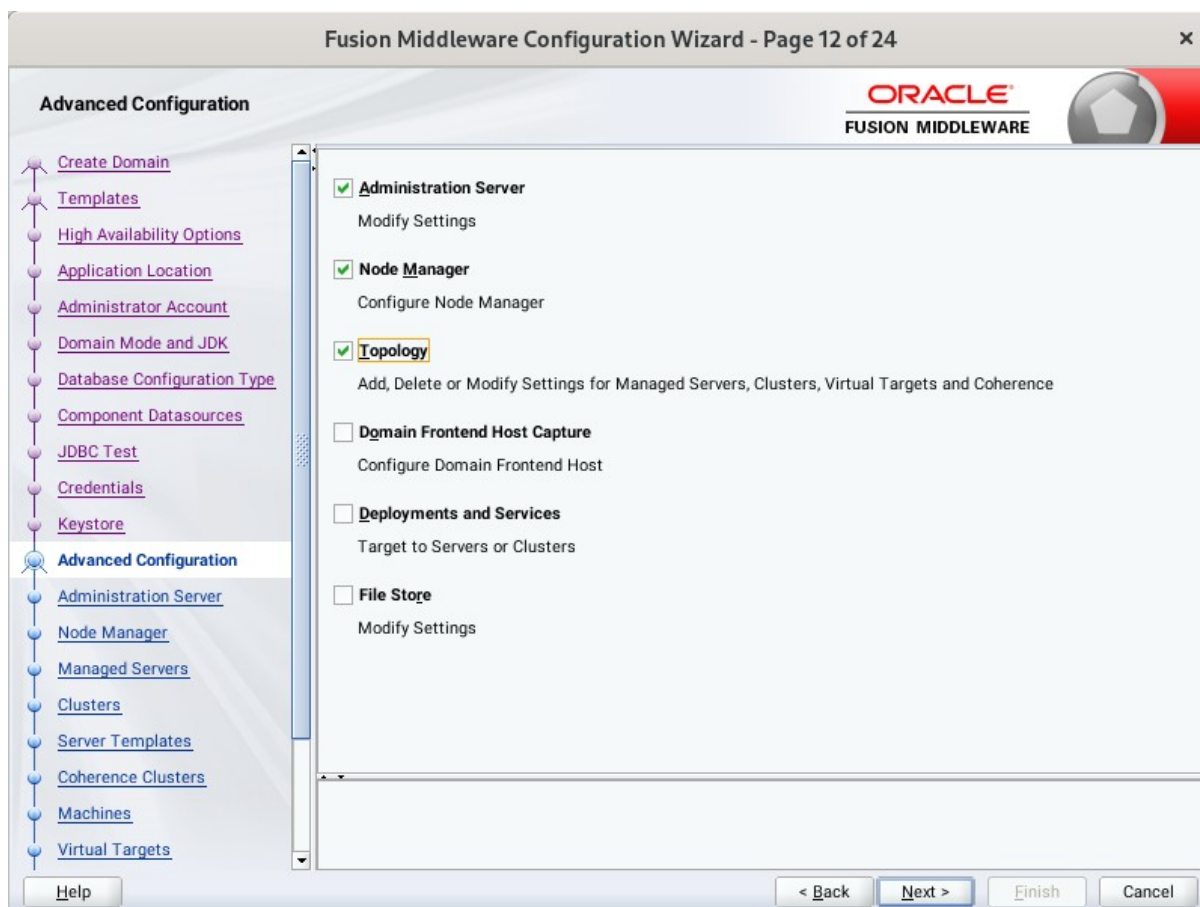 Fusion Middleware Configuration Wizard - Page 12 of 24
Advanced Configuration
ORACLE
FUSION MIDDLEWARE
Create Domain
Templates
High Availability Options
Application Location
Administrator Account
Domain Mode and JDK
Database Configuration Type
Component Datasources
JDBC Test
Credentials
Keystore
Advanced Configuration
Administration Server
Node Manager
Managed Servers
Clusters
Server Templates
Coherence Clusters
Machines
Virtual Targets
Administration Server
Modify Settings
Node Manager
Configure Node Manager
Topology
Add, Delete or Modify Settings for Managed Servers, Clusters, Virtual Targets and Coherence
Domain Frontend Host Capture
Configure Domain Frontend Host
Deployments and Services
Target to Servers or Clusters
File Store
Modify Settings
Help
< Back
Next >
Finish
Cancel